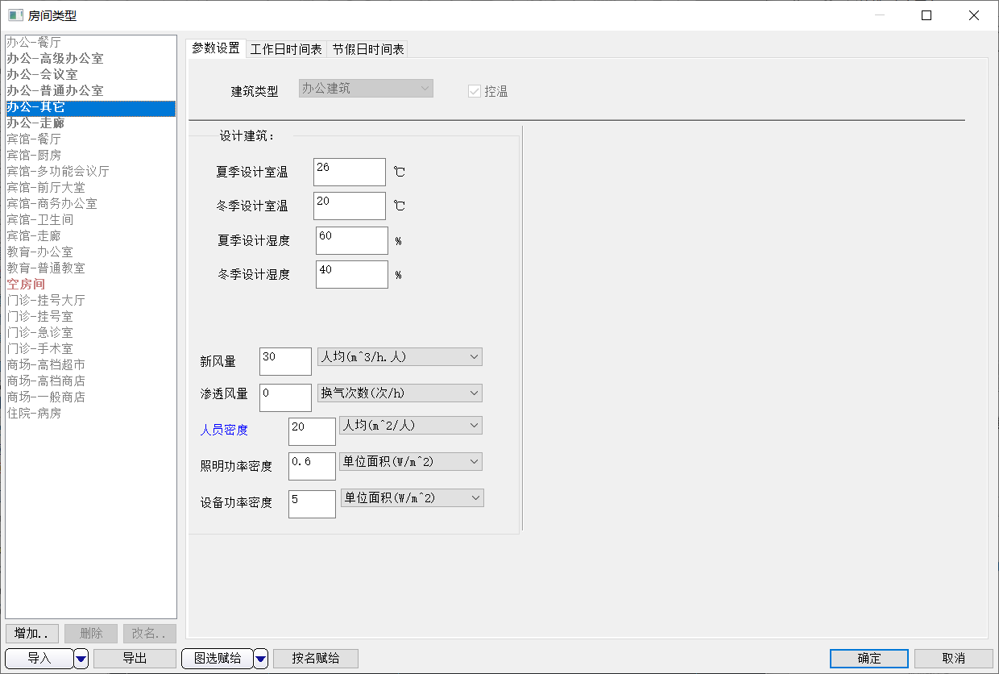 房间类型
办公-餐厅
办公-高级办公室
办公-会议室
办公-普通办公室
办公-其它
办公-走廊
宾馆-餐厅
宾馆-厨房
宾馆-多功能会议厅
宾馆-前厅大堂
宾馆-商务办公室
宾馆-卫生间
宾馆-走廊
教育-办公室
教育-普通教室
空房间
门诊-挂号大厅
门诊-挂号室
门诊-急诊室
门诊-手术室
商场-高档超市
商场-高档商店
商场-一般商店
住院-病房
增加.. 删除 改名..
导入 导出 图选赋给 按名赋给
参数设置 工作日时间表 节假日时间表
建筑类型 办公建筑 控温
设计建筑：
夏季设计室温 26 ℃
冬季设计室温 20 ℃
夏季设计湿度 60 %
冬季设计湿度 40 %
新风量 30 人均(m^3/h.人)
渗透风量 0 换气次数(次/h)
人员密度 20 人均(m^2/人)
照明功率密度 0.6 单位面积(W/m^2)
设备功率密度 5 单位面积(W/m^2)
确定 取消